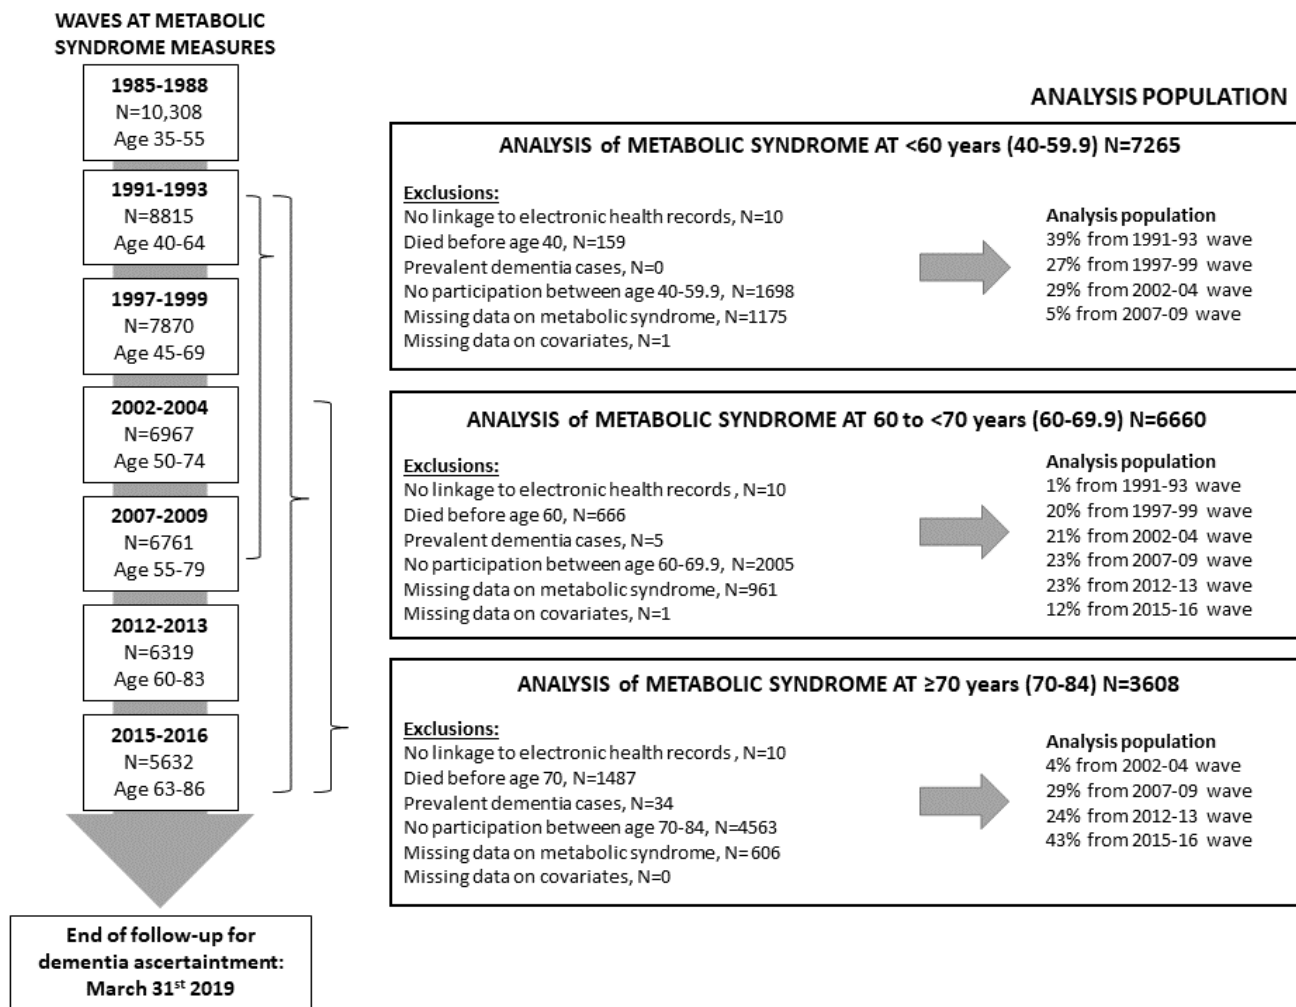 WAVES AT METABOLIC
SYNDROME MEASURES
1985-1988
N=10,308
Age 35-55
1991-1993
N=8815
Age 40-64
1997-1999
N=7870
Age 45-69
2002-2004
N=6967
Age 50-74
2007-2009
N=6761
Age 55-79
2012-2013
N=6319
Age 60-83
2015-2016
N=5632
Age 63-86
End of follow-up for
dementia ascertaintment:
March 31st 2019
ANALYSIS POPULATION
ANALYSIS of METABOLIC SYNDROME AT <60 years (40-59.9) N=7265
Exclusions:
No linkage to electronic health records, N=10
Died before age 40, N=159
Prevalent dementia cases, N=0
No participation between age 40-59.9, N=1698
Missing data on metabolic syndrome, N=1175
Missing data on covariates, N=1
Analysis population
39% from 1991-93 wave
27% from 1997-99 wave
29% from 2002-04 wave
5% from 2007-09 wave
ANALYSIS of METABOLIC SYNDROME AT 60 to <70 years (60-69.9) N=6660
Exclusions:
No linkage to electronic health records , N=10
Died before age 60, N=666
Prevalent dementia cases, N=5
No participation between age 60-69.9, N=2005
Missing data on metabolic syndrome, N=961
Missing data on covariates, N=1
Analysis population
1% from 1991-93 wave
20% from 1997-99 wave
21% from 2002-04 wave
23% from 2007-09 wave
23% from 2012-13 wave
12% from 2015-16 wave
ANALYSIS of METABOLIC SYNDROME AT ≥70 years (70-84) N=3608
Exclusions:
No linkage to electronic health records , N=10
Died before age 70, N=1487
Prevalent dementia cases, N=34
No participation between age 70-84, N=4563
Missing data on metabolic syndrome, N= 606
Missing data on covariates, N=0
Analysis population
4% from 2002-04 wave
29% from 2007-09 wave
24% from 2012-13 wave
43% from 2015-16 wave